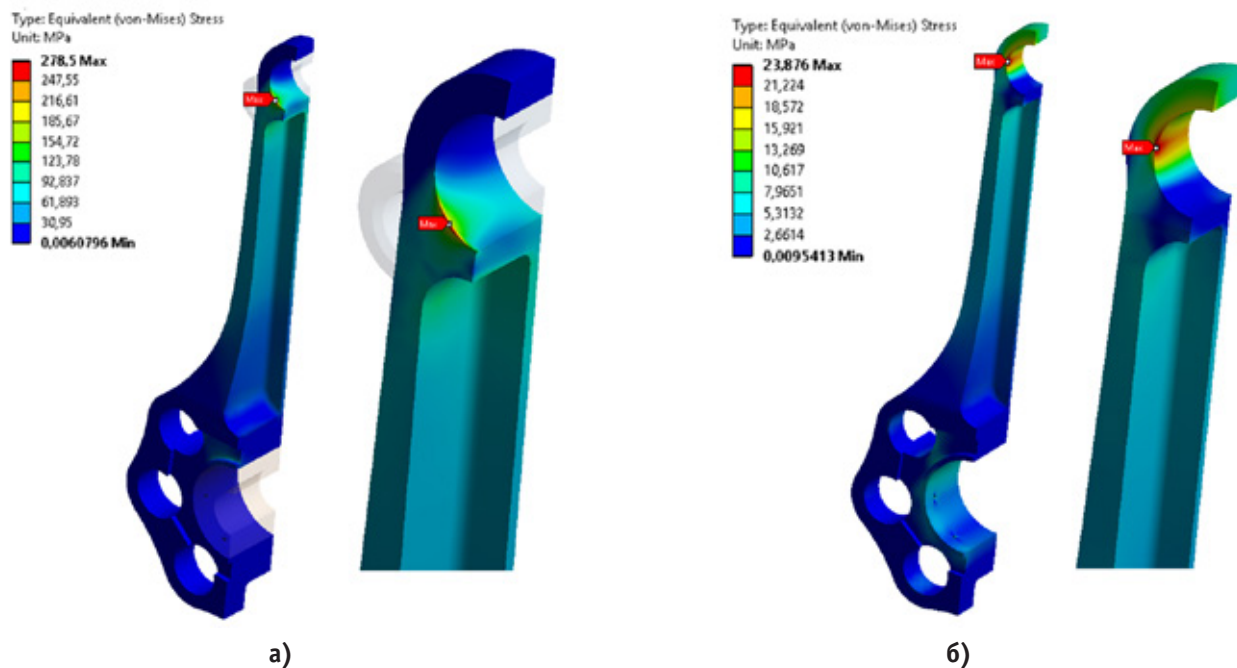 Type: Equivalent (von-Mises) Stress
Unit: MPa
278,5 Max
247,55
216,61
185,67
154,72
123,78
92,837
61,893
30,95
0,0060796 Min
Max
Max
а)
Type: Equivalent (von-Mises) Stress
Unit: MPa
23,876 Max
21,224
18,572
15,921
13,269
10,617
7,9651
5,3132
2,6614
0,0095413 Min
Max
Max
б)